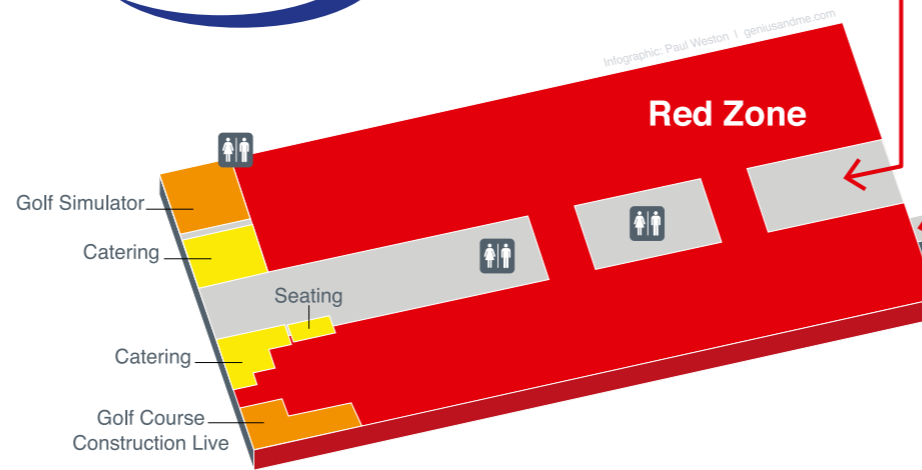 Infographic: Paul Weston | geniusandme.com
Red Zone
Golf Simulator
Catering
Seating
Catering
Golf Course
Construction Live